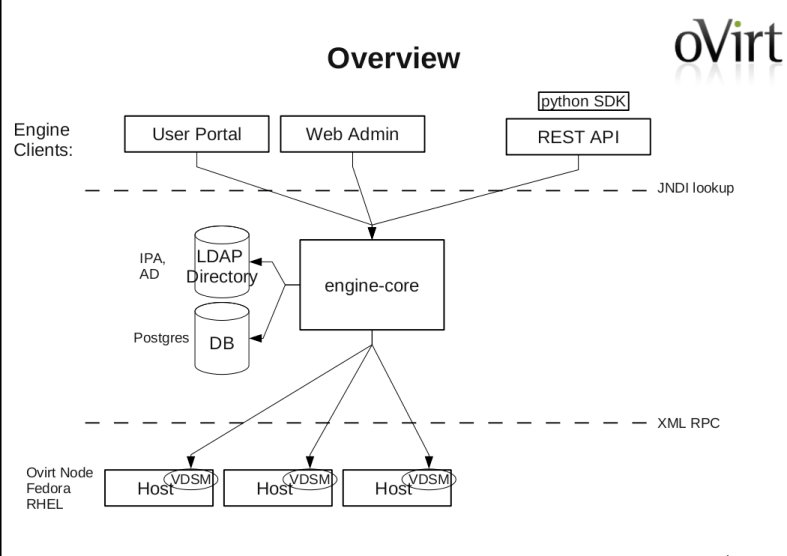 oVirt
Overview
python SDK
Engine
Clients:
User Portal
Web Admin
REST API
JNDI lookup
IPA,
AD
LDAP
Directory
engine-core
Postgres
DB
XML RPC
Ovirt Node
Fedora
RHEL
Host
VDSM
Host
VDSM
Host
VDSM